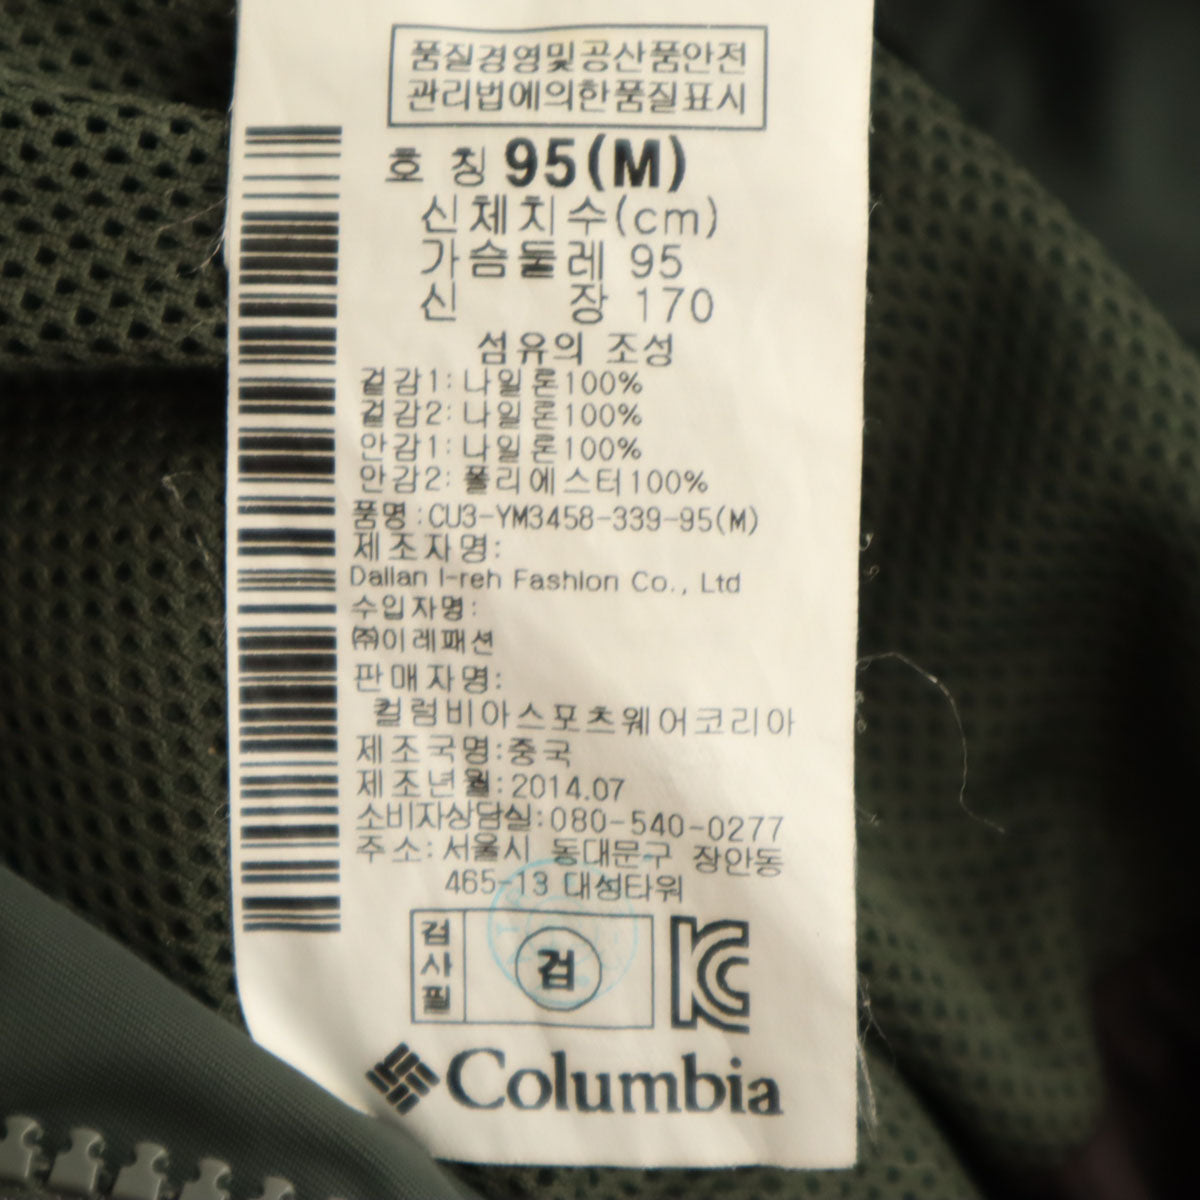 품질경영및공산품안전
관리법에의한품질표시
호 칭 95(M)
신체치수(cm)
가슴둘레 95
신 장 170
섬유의 조성
겉감1: 나일론100%
겉감2: 나일론100%
안감1: 나일론100%
안감2: 폴리에스터100%
품명:CU3-YM3458-339-95(M)
제조자명:
Dalian I-reh Fashion Co., Ltd
수입자명:
㈜이레패션
판매자명:
컬럼비아스포츠웨어코리아
제조국명:중국
제조년월:2014.07
소비자상담실:080-540-0277
주소: 서울시 동대문구 장안동
465-13 대성타워
검사필
검
KC
Columbia